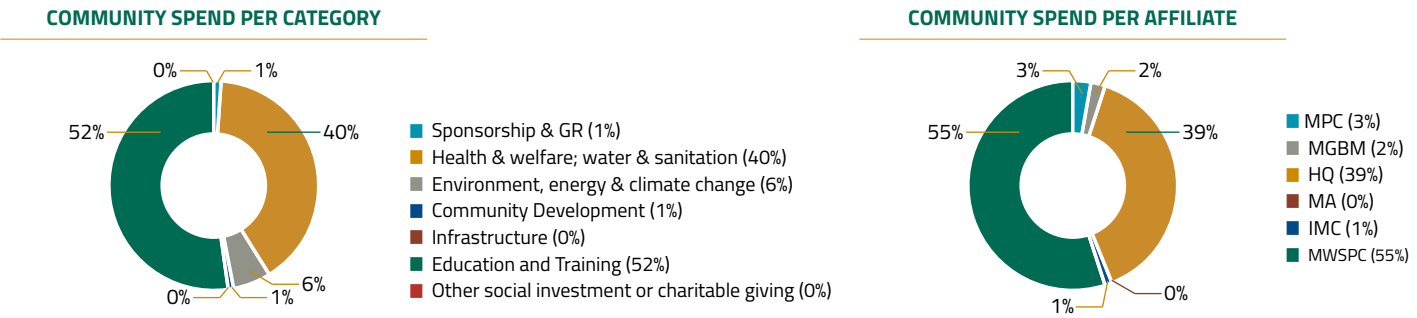 COMMUNITY SPEND PER CATEGORY
0%
1%
52%
40%
6%
0%
1%
Sponsorship & GR (1%)
Health & welfare; water & sanitation (40%)
Environment, energy & climate change (6%)
Community Development (1%)
Infrastructure (0%)
Education and Training (52%)
Other social investment or charitable giving (0%)
COMMUNITY SPEND PER AFFILIATE
3%
2%
55%
39%
0%
1%
MPC (3%)
MGBM (2%)
HQ (39%)
MA (0%)
IMC (1%)
MWSPC (55%)